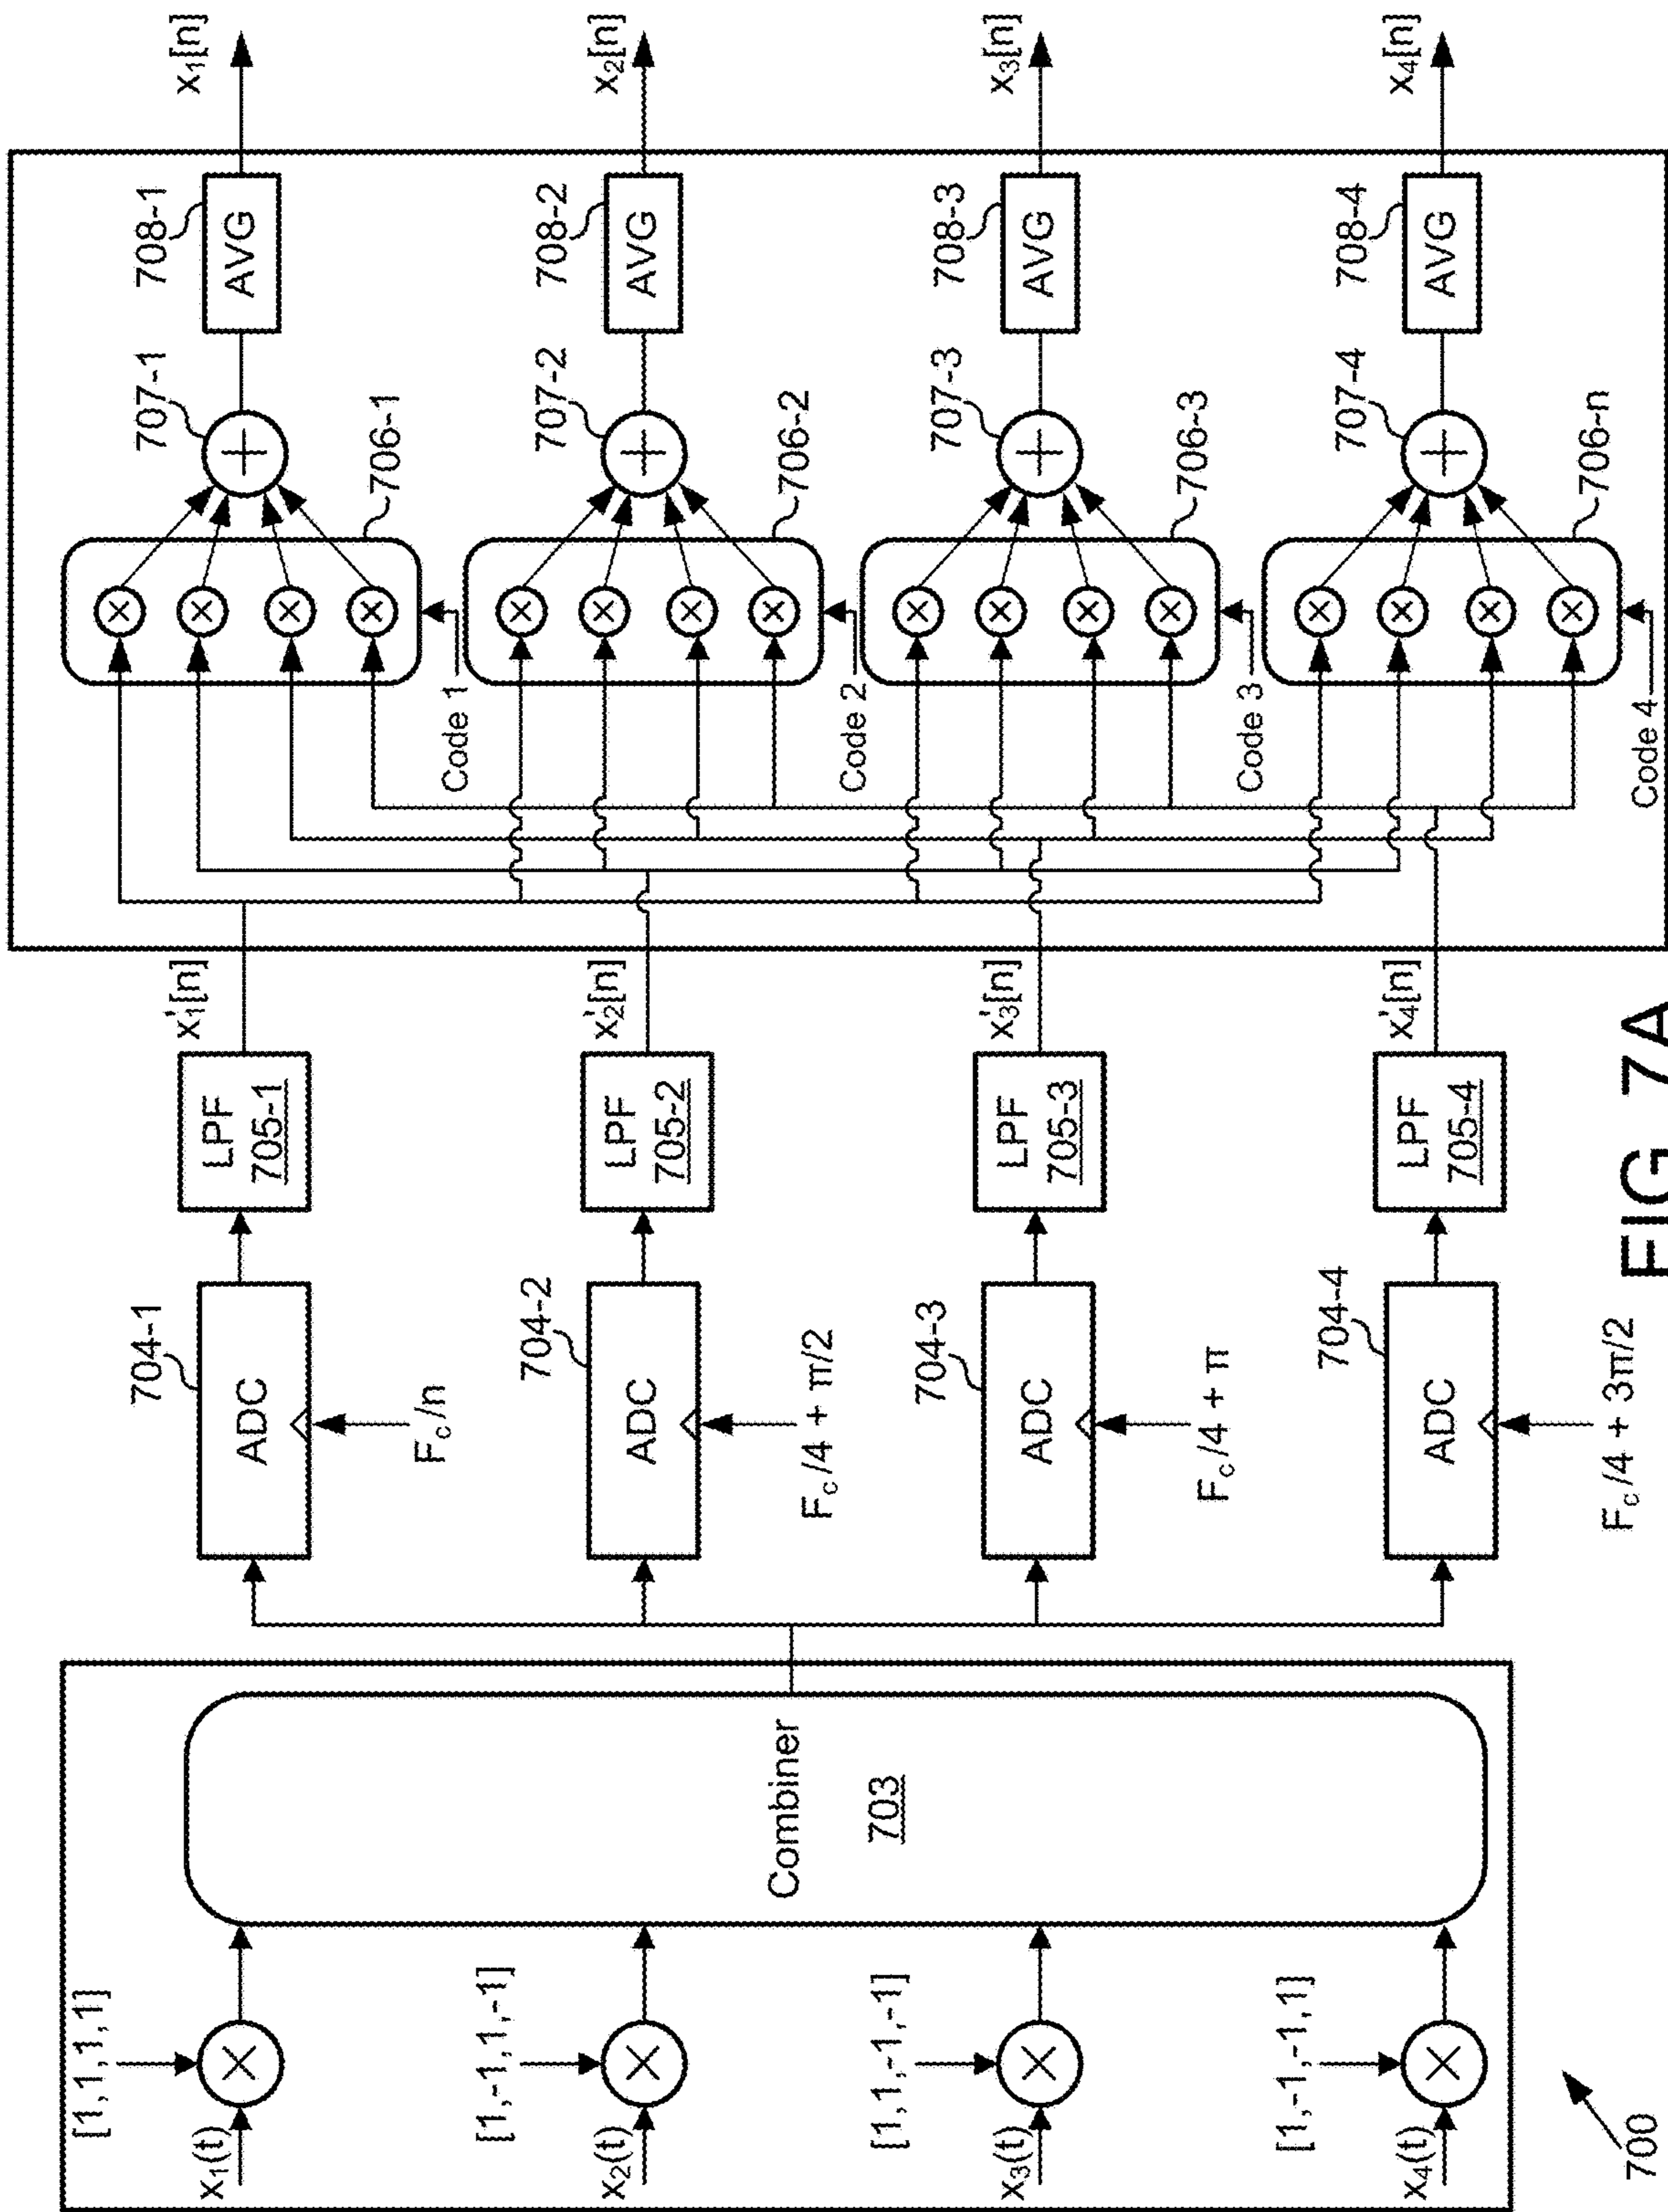 [1,1,1,1]
x₁(t)
[1,-1,1,-1]
x₂(t)
[1,1,-1,-1]
x₃(t)
[1,-1,-1,1]
x₄(t)
Combiner
703
704-1
ADC
F_c/n
704-2
ADC
F_c/4 + π/2
704-3
ADC
F_c/4 + π
704-4
ADC
F_c/4 + 3π/2
LPF
705-1
LPF
705-2
LPF
705-3
LPF
705-4
x'₁[n]
x'₂[n]
x'₃[n]
x'₄[n]
Code 1
706-1
Code 2
706-2
Code 3
706-3
Code 4
706-n
707-1
707-2
707-3
707-4
708-1
AVG
708-2
AVG
708-3
AVG
708-4
AVG
x₁[n]
x₂[n]
x₃[n]
x₄[n]
700
FIG 7A